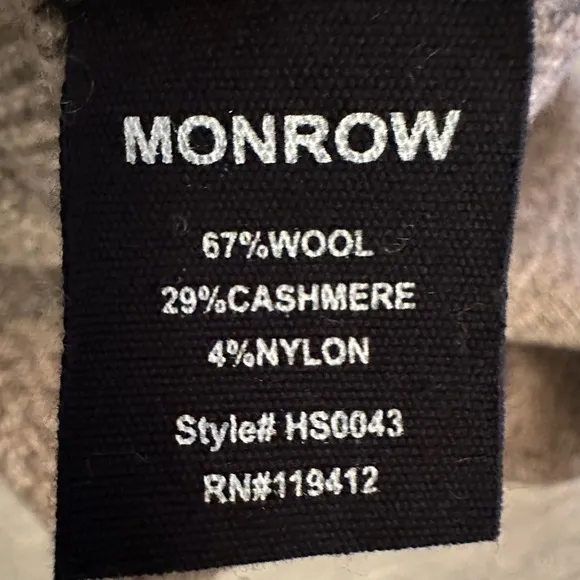 MONROW
67%WOOL
29%CASHMERE
4%NYLON
Style# HS0043
RN#119412